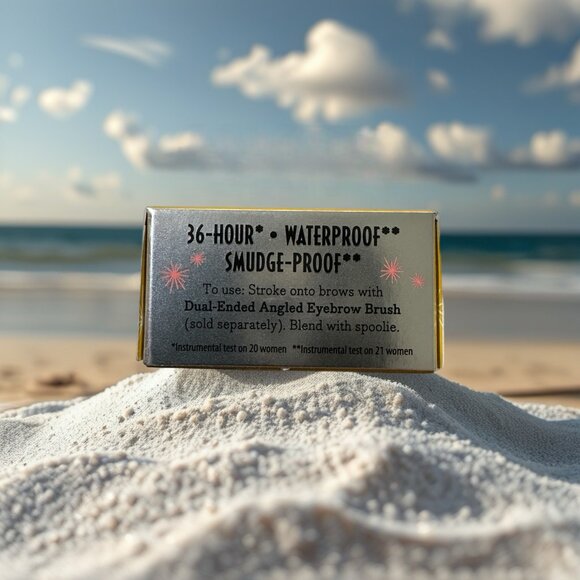 36-HOUR* • WATERPROOF**
SMUDGE-PROOF**
To use: Stroke onto brows with
Dual-Ended Angled Eyebrow Brush
(sold separately). Blend with spoolie.
*Instrumental test on 20 women **Instrumental test on 21 women